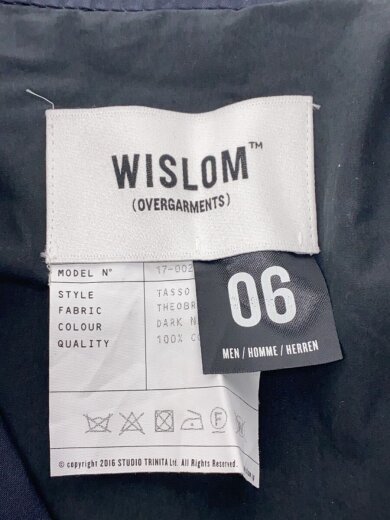 WISLOM™
(OVERGARMENTS)
MODEL N° 17-002
STYLE TASSO
FABRIC THEOBR
COLOUR DARK N
QUALITY 100% C
06
MEN / HOMME / HERREN
F
© copyright 2016 STUDIO TRINITA Ltd. All Rights Reserved.